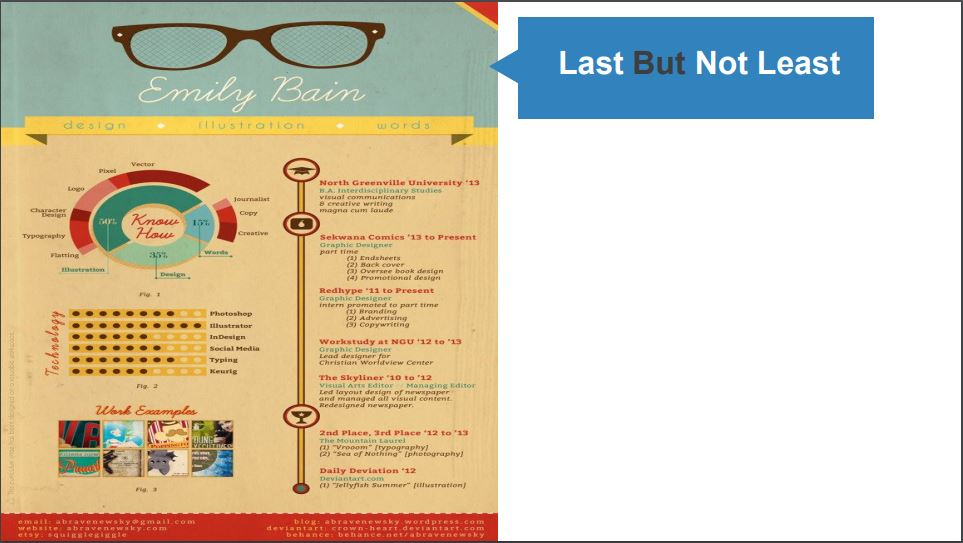 Last But Not Least
Emily Bain
design illustration words
Vector
Pixel
Logo
Character
Design
Typography
Flatting
Journalist
Copy
Creative
Know
How
50%
15%
35%
Words
Illustration
Design
Fig. 1
Technology
Photoshop
Illustrator
InDesign
Social Media
Typing
Keurig
Fig. 2
Work Examples
Fig. 3
North Greenville University '13
B.A. Interdisciplinary Studies
visual communications
& creative writing
magna cum laude
Sekwana Comics '13 to Present
Graphic Designer
part time
(1) Endsheets
(2) Back cover
(3) Oversee book design
(4) Promotional design
Redhype '11 to Present
Graphic Designer
intern promoted to part time
(1) Branding
(2) Advertising
(3) Copywriting
Workstudy at NGU '12 to '13
Graphic Designer
Lead designer for
Christian Worldview Center
The Skyliner '10 to '12
Visual Arts Editor Managing Editor
Led layout design of newspaper
and managed all visual content.
Redesigned newspaper.
2nd Place, 3rd Place '12 to '13
The Mountain Laurel
(1) "Vrooom" [typography]
(2) "Sea of Nothing" [photography]
Daily Deviation '12
Deviantart.com
(1) "Jellyfish Summer" [illustration]
email: abravenewsky@gmail.com
website: abravenewsky.com
etsy: squigglegiggle
blog: abravenewsky.wordpress.com
deviantart: crown-heart.deviantart.com
behance: behance.net/abravenewsky